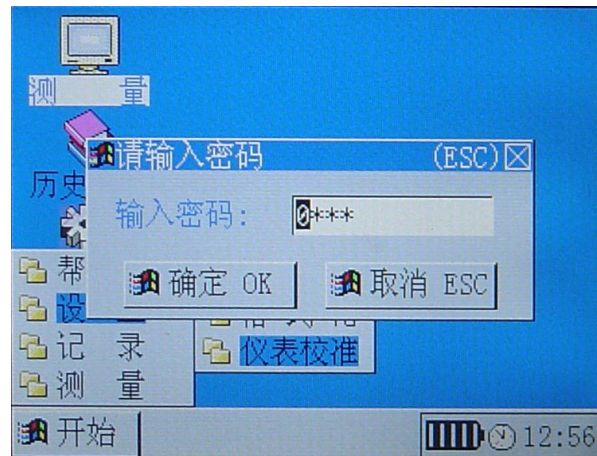 测 量
请输入密码 (ESC)
历史
输入密码: 0***
确定 OK 取消 ESC
帮
设
记 录
仪表校准
测 量
开始 12:56